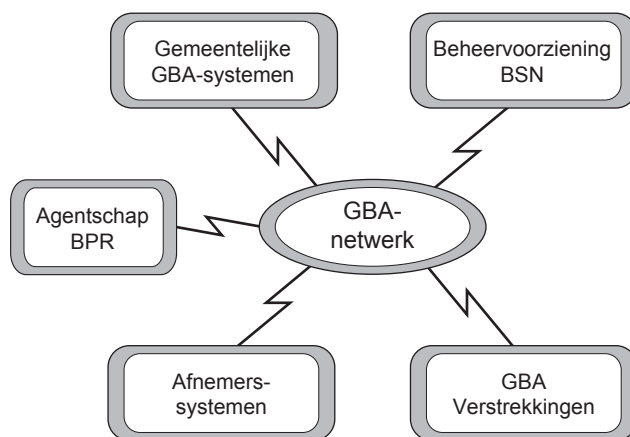 Gemeentelijke
GBA-systemen
Beheervoorziening
BSN
Agentschap
BPR
GBA-
netwerk
Afnemers-
systemen
GBA
Verstrekkingen